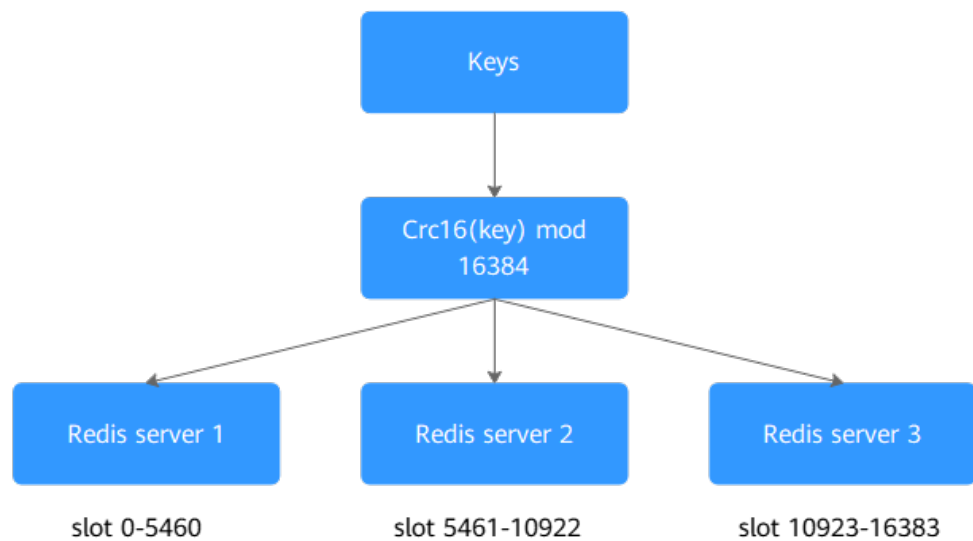 Keys
Crc16(key) mod
16384
Redis server 1
Redis server 2
Redis server 3
slot 0-5460
slot 5461-10922
slot 10923-16383